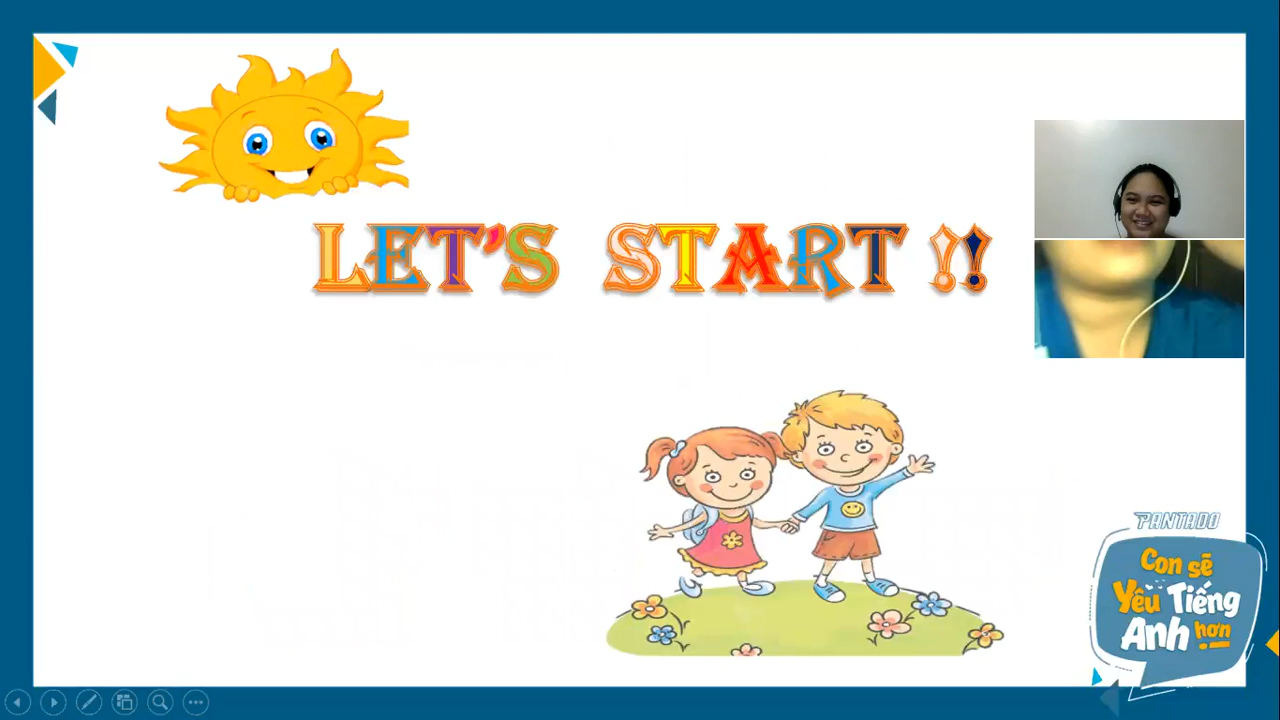 LET'S START !!
PANTADO
Con sẽ
Yêu Tiếng
Anh hơn